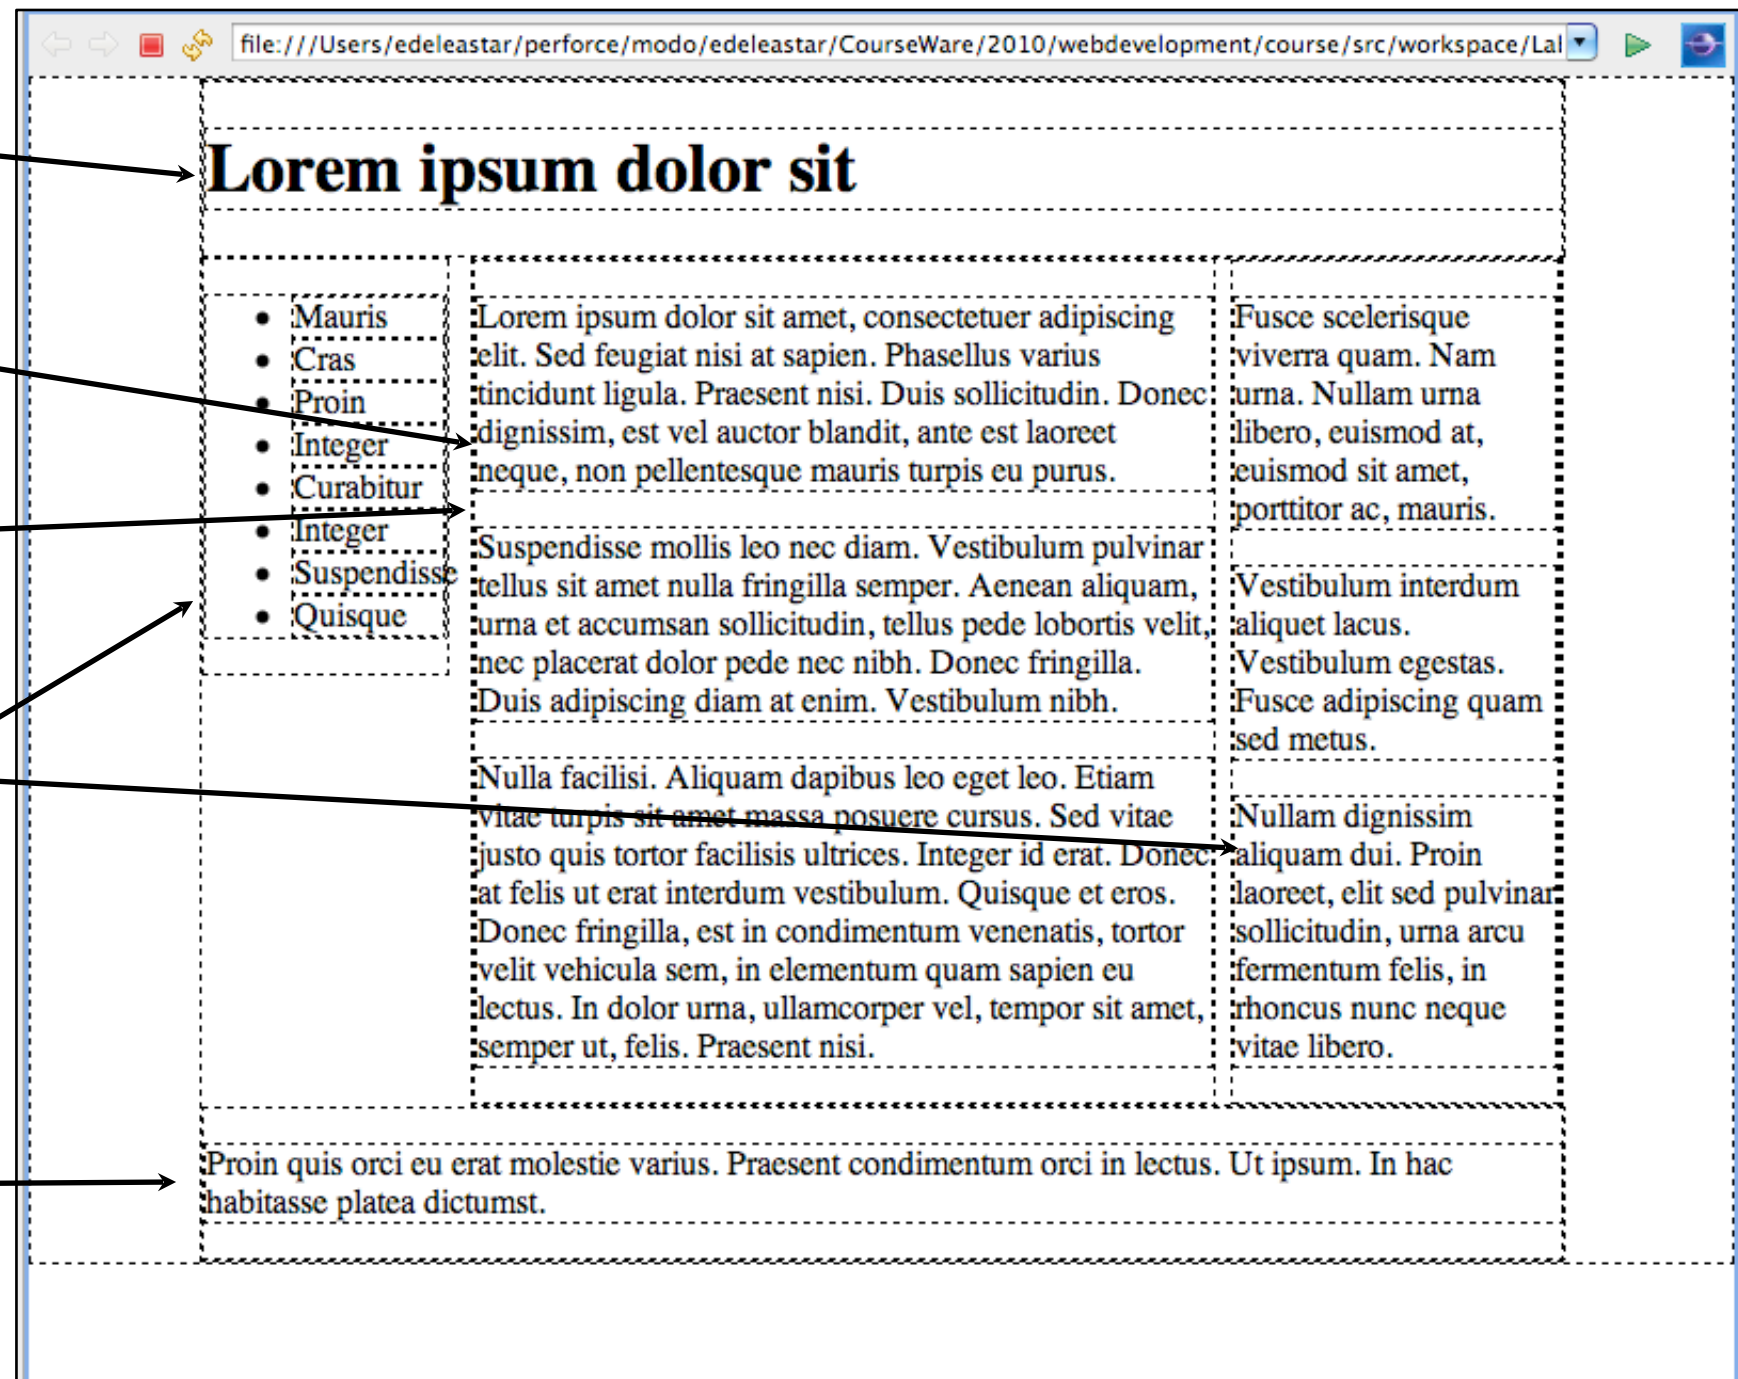 file:///Users/edeleastar/perforce/modo/edeleastar/CourseWare/2010/webdevelopment/course/src/workspace/Lal
Lorem ipsum dolor sit
Mauris
Cras
Proin
Integer
Curabitur
Integer
Suspendisse
Quisque
Lorem ipsum dolor sit amet, consectetuer adipiscing
elit. Sed feugiat nisi at sapien. Phasellus varius
tincidunt ligula. Praesent nisi. Duis sollicitudin. Donec
dignissim, est vel auctor blandit, ante est laoreet
neque, non pellentesque mauris turpis eu purus.
Suspendisse mollis leo nec diam. Vestibulum pulvinar
tellus sit amet nulla fringilla semper. Aenean aliquam,
urna et accumsan sollicitudin, tellus pede lobortis velit,
nec placerat dolor pede nec nibh. Donec fringilla.
Duis adipiscing diam at enim. Vestibulum nibh.
Nulla facilisi. Aliquam dapibus leo eget leo. Etiam
vitae turpis sit amet massa posuere cursus. Sed vitae
justo quis tortor facilisis ultrices. Integer id erat. Donec
at felis ut erat interdum vestibulum. Quisque et eros.
Donec fringilla, est in condimentum venenatis, tortor
velit vehicula sem, in elementum quam sapien eu
lectus. In dolor urna, ullamcorper vel, tempor sit amet,
semper ut, felis. Praesent nisi.
Fusce scelerisque
viverra quam. Nam
urna. Nullam urna
libero, euismod at,
euismod sit amet,
porttitor ac, mauris.
Vestibulum interdum
aliquet lacus.
Vestibulum egestas.
Fusce adipiscing quam
sed metus.
Nullam dignissim
aliquam dui. Proin
laoreet, elit sed pulvinar
sollicitudin, urna arcu
fermentum felis, in
rhoncus nunc neque
vitae libero.
Proin quis orci eu erat molestie varius. Praesent condimentum orci in lectus. Ut ipsum. In hac
habitasse platea dictumst.